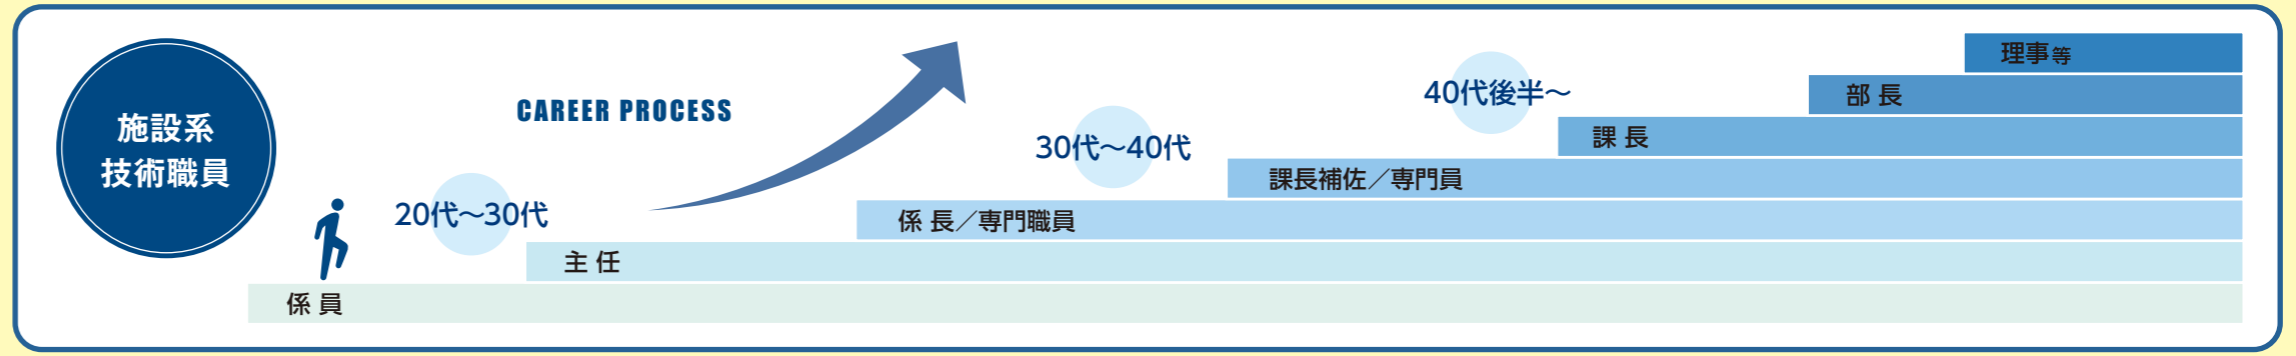 施設系
技術職員
CAREER PROCESS
20代～30代
30代～40代
40代後半～
理事等
部 長
課 長
課長補佐／専門員
係 長／専門職員
主 任
係 員